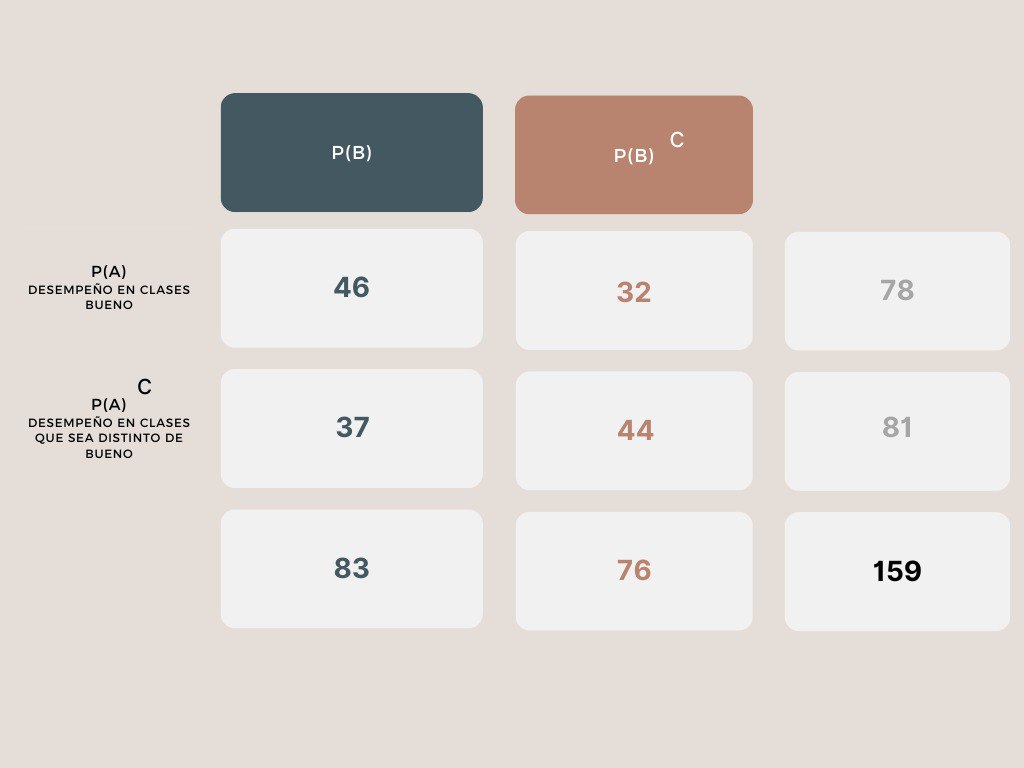 P(B)
P(B) C
P(A)
DESEMPEÑO EN CLASES
BUENO
46
32
78
C
P(A)
DESEMPEÑO EN CLASES
QUE SEA DISTINTO DE
BUENO
37
44
81
83
76
159